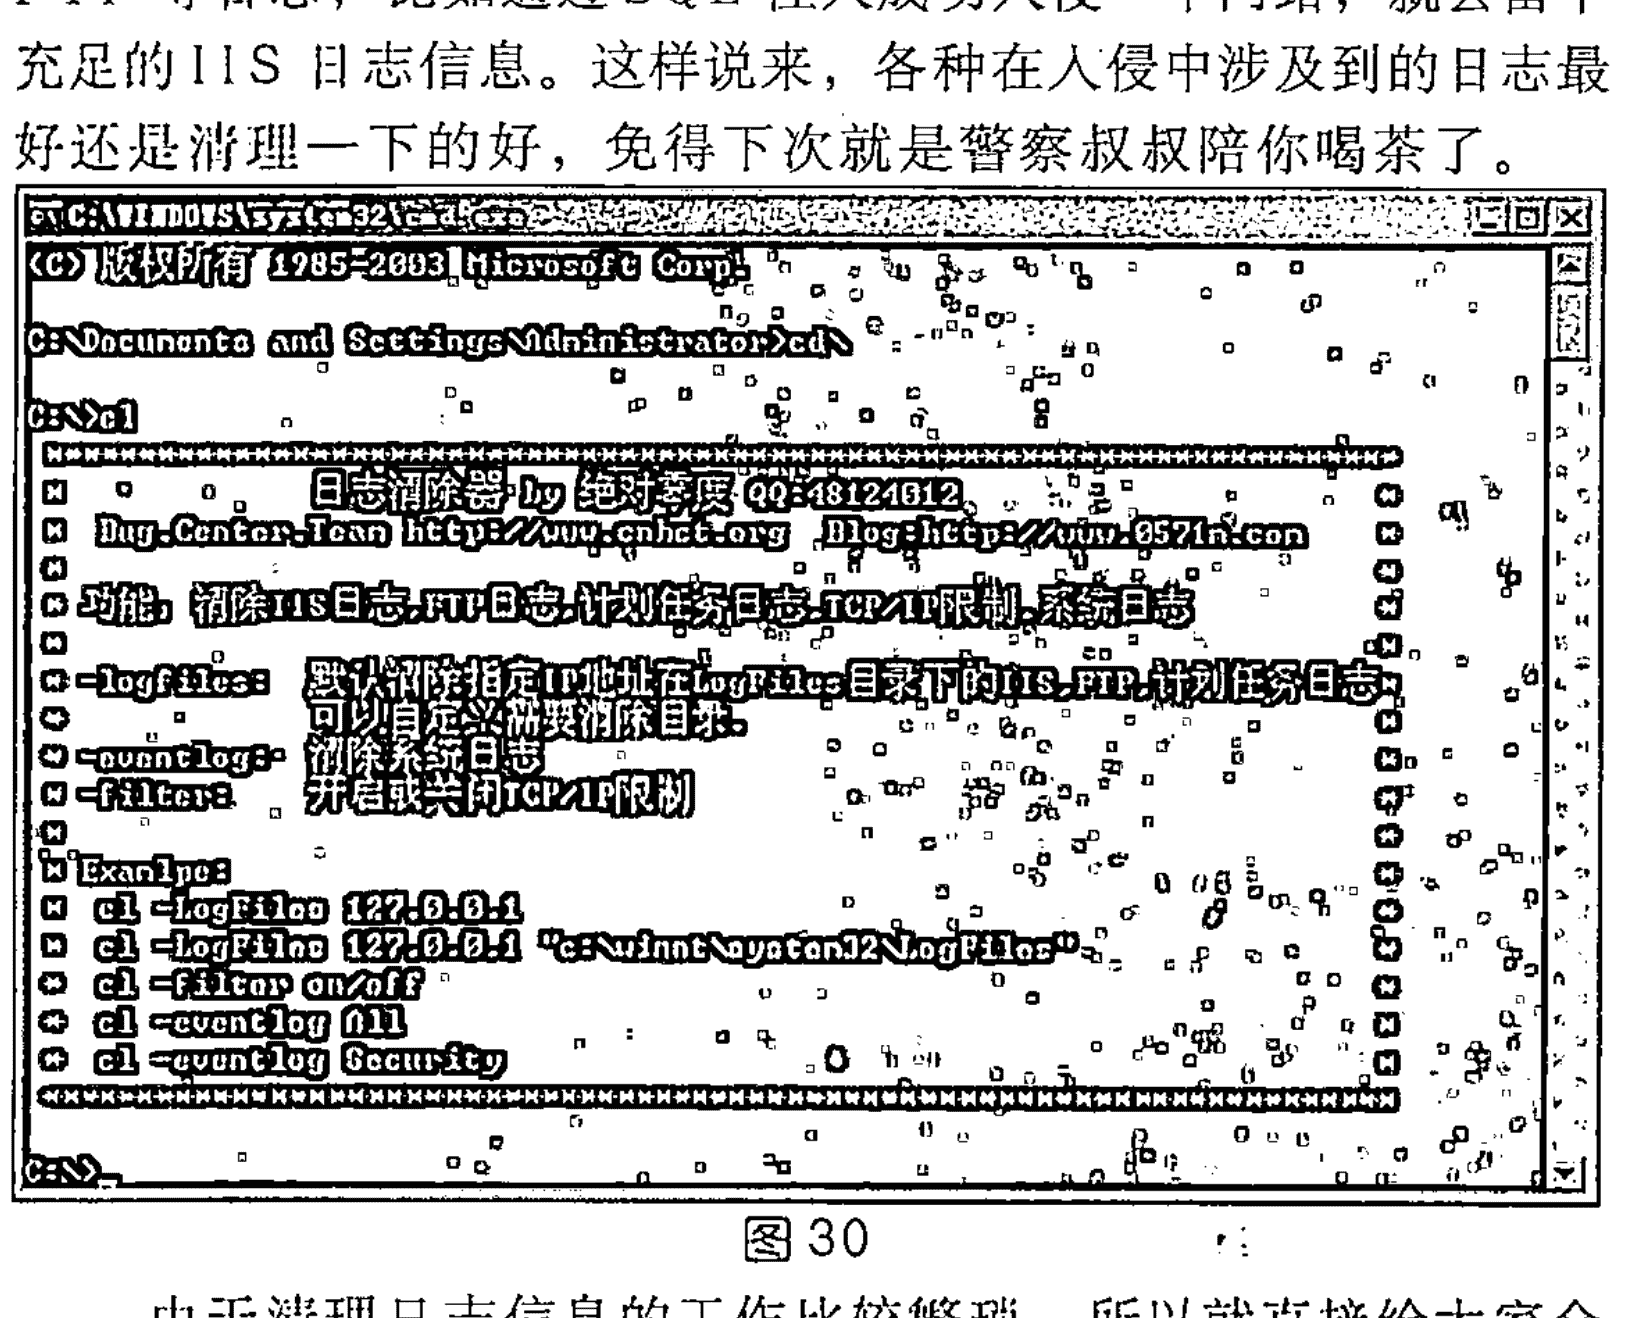 充足的IIS 日志信息。这样说来，各种在入侵中涉及到的日志最
好还是清理一下的好，免得下次就是警察叔叔陪你喝茶了。
C:\WINDOWS\system32\cmd.exe
(C) 版权所有 1985-2003 Microsoft Corp.
C:\Documents and Settings\Administrator>cd\
C:\>cl
日志清除器 by 绝对零度 QQ:48124012
Bug.Center.Team http://www.cnhct.org Blog:http://www.0571n.com
功能: 清除IIS日志,FTP日志,计划任务日志,TCP/IP限制,系统日志
* -logfiles: 默认清除指定IP地址在LogFiles目录下的IIS,FTP,计划任务日志*
可以自定义需要清除目录.
* -eventlog: 清除系统日志 *
* -filter: 开启或关闭TCP/IP限制 *
* Examlpe: *
* cl -LogFiles 127.0.0.1 *
* cl -LogFiles 127.0.0.1 "c:\winnt\system32\LogFiles" *
* cl -filter on/off *
* cl -eventlog All *
* cl -eventlog Security *
C:\>_
图30